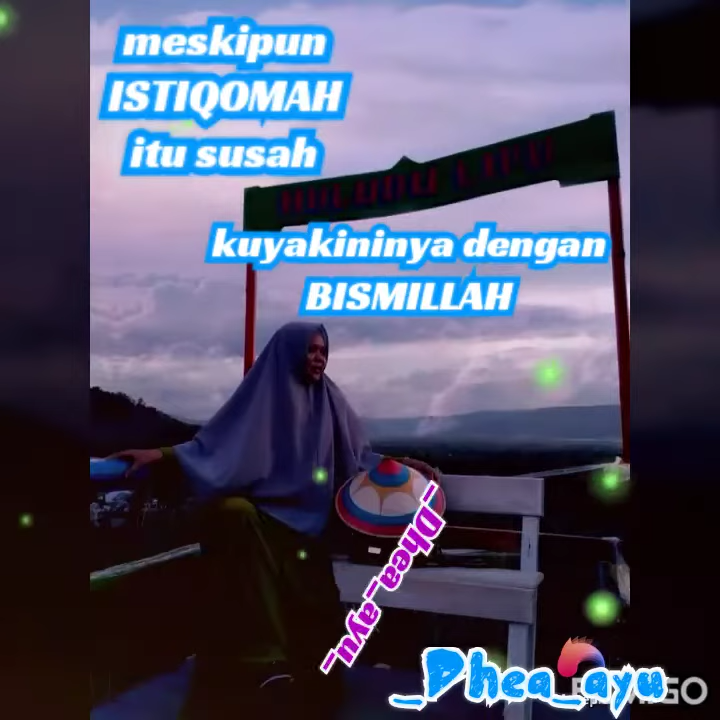 meskipun
ISTIQOMAH
itu susah
kuyakininya dengan
BISMILLAH
_Dhea_ayu_
_Dhea_ayu